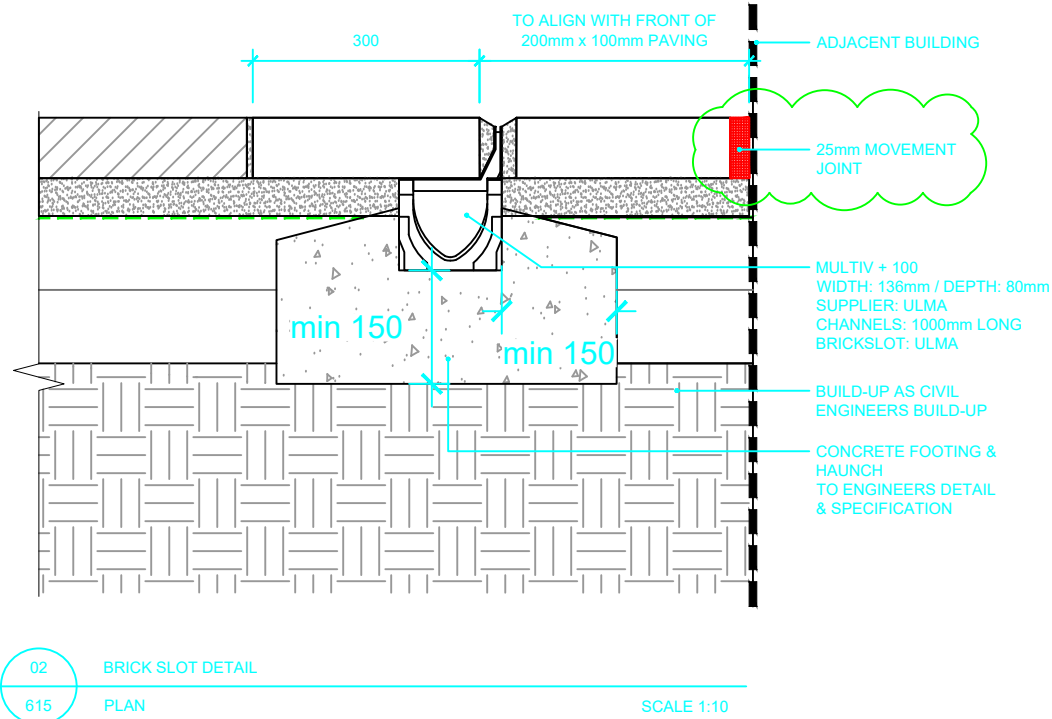 TO ALIGN WITH FRONT OF
200mm x 100mm PAVING
300
ADJACENT BUILDING
25mm MOVEMENT
JOINT
MULTIV + 100
WIDTH: 136mm / DEPTH: 80mm
SUPPLIER: ULMA
CHANNELS: 1000mm LONG
BRICKSLOT: ULMA
min 150
min 150
BUILD-UP AS CIVIL
ENGINEERS BUILD-UP
CONCRETE FOOTING &
HAUNCH
TO ENGINEERS DETAIL
& SPECIFICATION
02
BRICK SLOT DETAIL
615
PLAN
SCALE 1:10